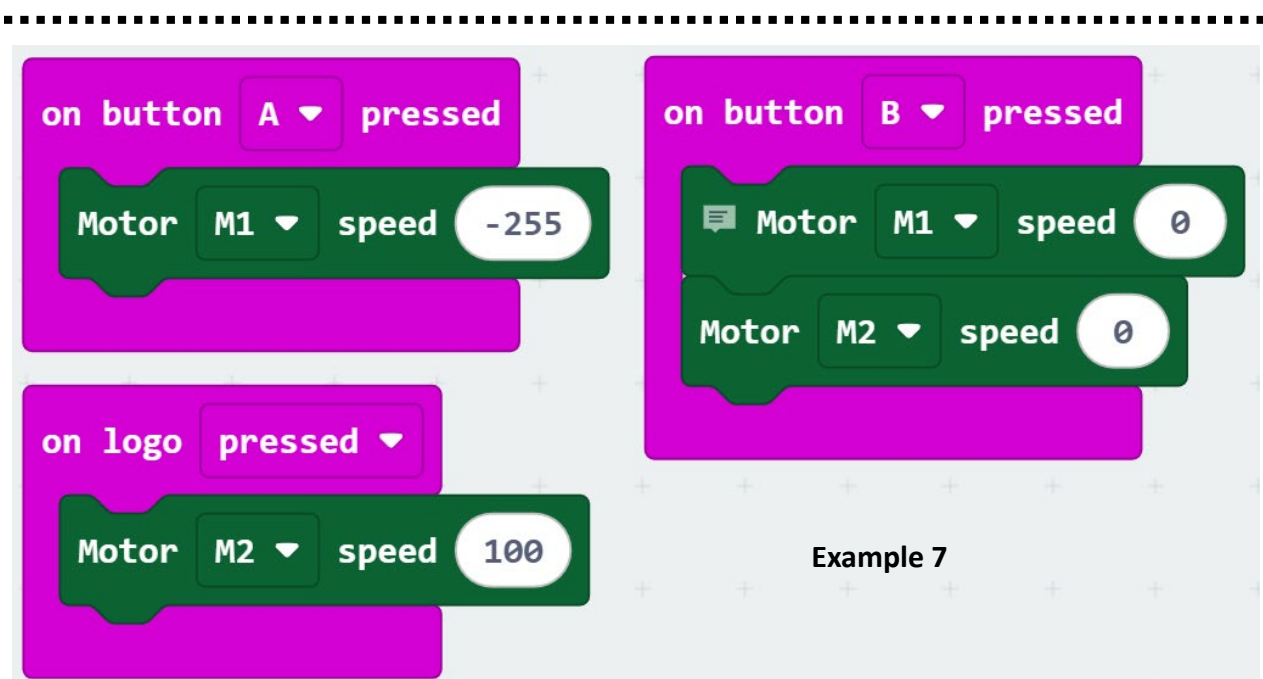 on button A pressed
Motor M1 speed -255
on button B pressed
Motor M1 speed 0
Motor M2 speed 0
on logo pressed
Motor M2 speed 100
Example 7